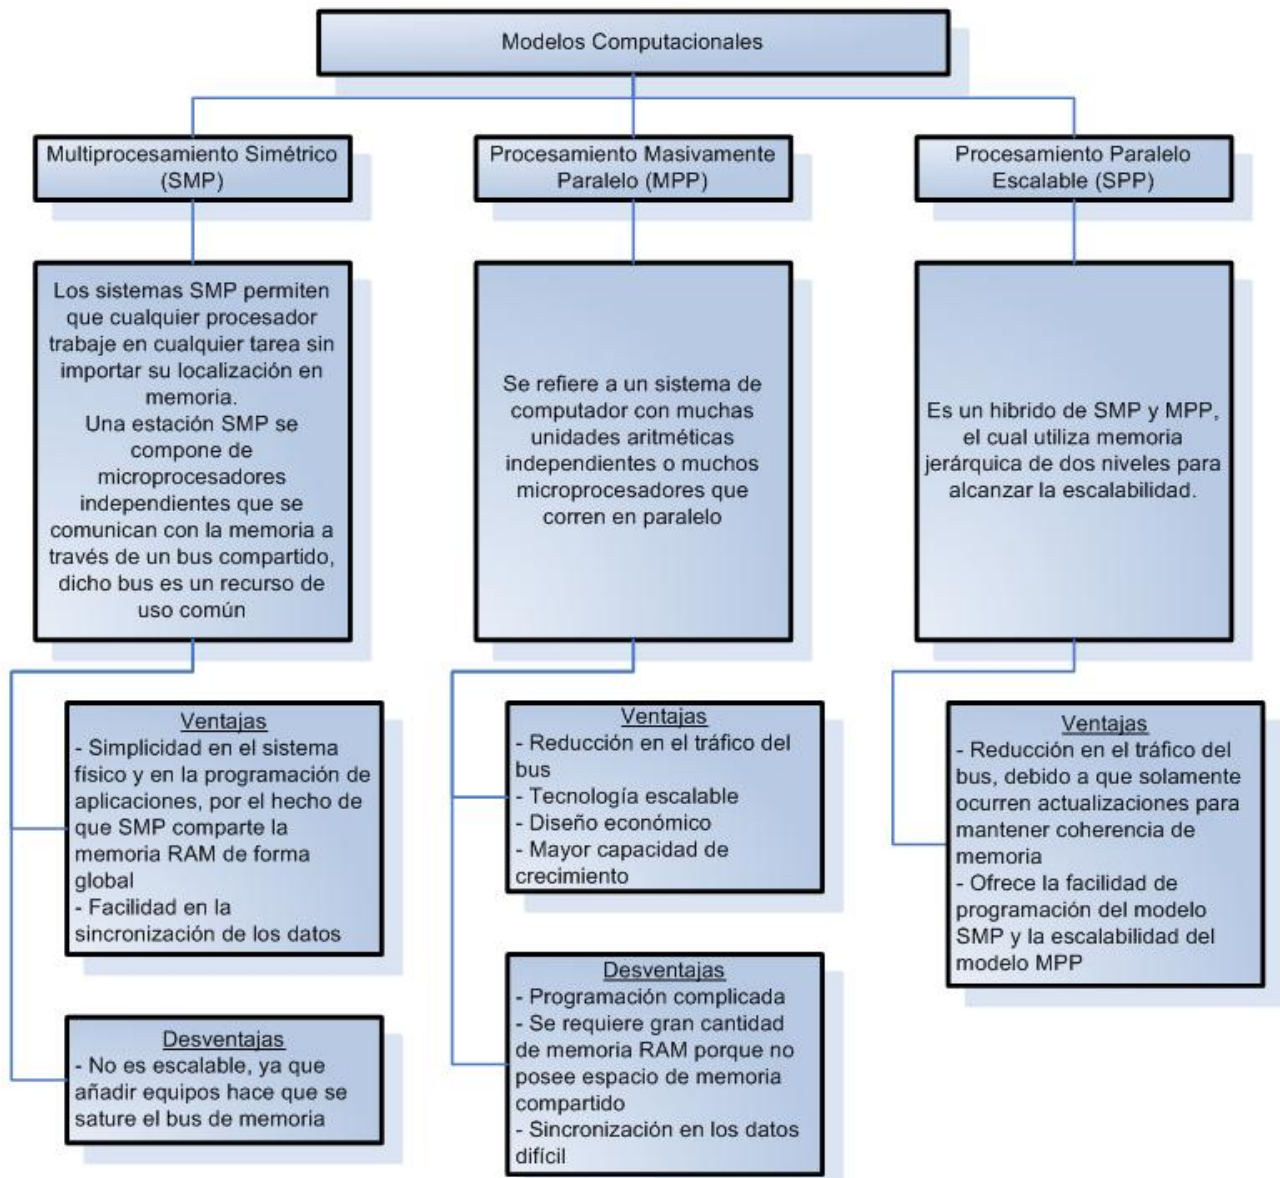 Modelos Computacionales
Multiprocesamiento Simétrico
(SMP)
Procesamiento Masivamente
Paralelo (MPP)
Procesamiento Paralelo
Escalable (SPP)
Los sistemas SMP permiten
que cualquier procesador
trabaje en cualquier tarea sin
importar su localización en
memoria.
Una estación SMP se
compone de
microprocesadores
independientes que se
comunican con la memoria a
través de un bus compartido,
dicho bus es un recurso de
uso común
Se refiere a un sistema de
computador con muchas
unidades aritméticas
independientes o muchos
microprocesadores que
corren en paralelo
Es un hibrido de SMP y MPP,
el cual utiliza memoria
jerárquica de dos niveles para
alcanzar la escalabilidad.
Ventajas
- Simplicidad en el sistema
físico y en la programación de
aplicaciones, por el hecho de
que SMP comparte la
memoria RAM de forma
global
- Facilidad en la
sincronización de los datos
Desventajas
- No es escalable, ya que
añadir equipos hace que se
sature el bus de memoria
Ventajas
- Reducción en el tráfico del
bus
- Tecnología escalable
- Diseño económico
- Mayor capacidad de
crecimiento
Desventajas
- Programación complicada
- Se requiere gran cantidad
de memoria RAM porque no
posee espacio de memoria
compartido
- Sincronización en los datos
difícil
Ventajas
- Reducción en el tráfico del
bus, debido a que solamente
ocurren actualizaciones para
mantener coherencia de
memoria
- Ofrece la facilidad de
programación del modelo
SMP y la escalabilidad del
modelo MPP